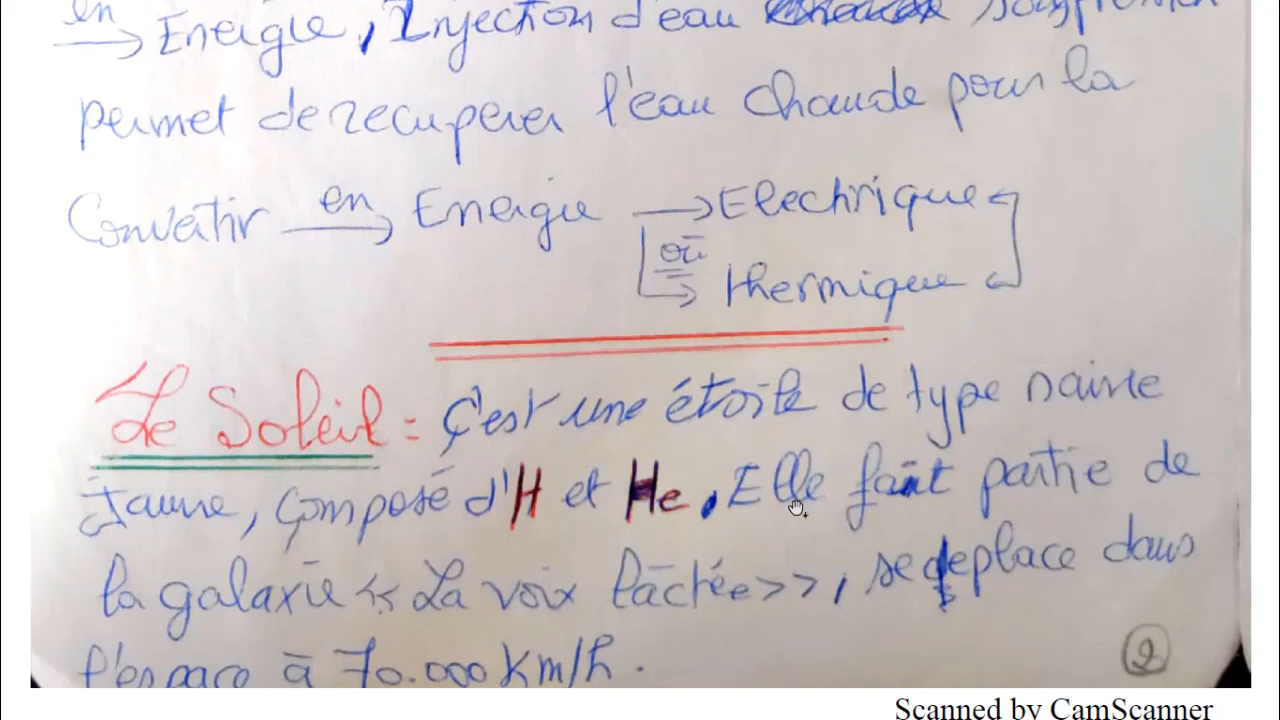 en
→ Energie, Injection d'eau
permet de recuperer l'eau chaude pour la
Convertir en → Energie → Electrique
où
→ thermique
Le Soleil : c'est une étoile de type naine
Jaune, composé d'H et He, Elle fait partie de
la galaxie << La voix lactée >>, se deplace dans
l'espace à 70.000 Km/h.
2
Scanned by CamScanner